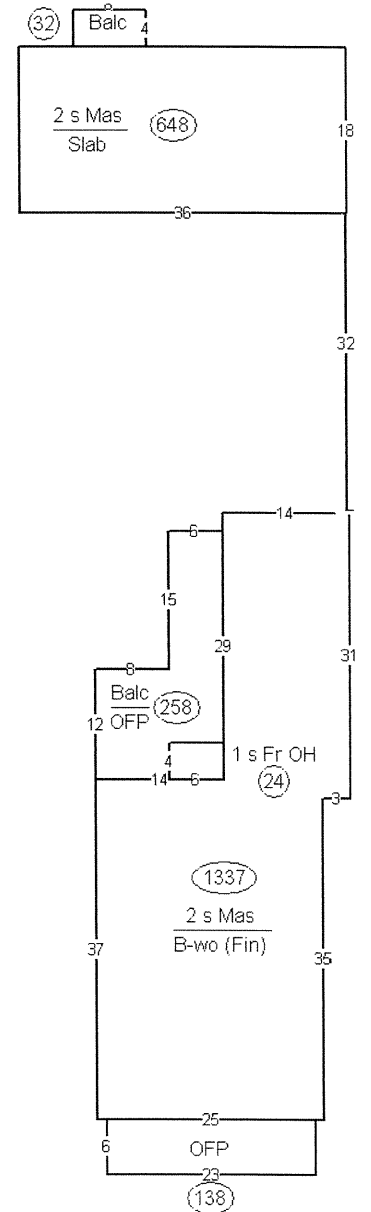 8
32 Balc 4
2 s Mas 648
Slab
18
36
32
14
6
15
29
31
8
Balc 258
OFP
12
4
1 s Fr OH
14 6
24
3
1337
2 s Mas
B-wo (Fin)
37
35
25
6 OFP
23
138